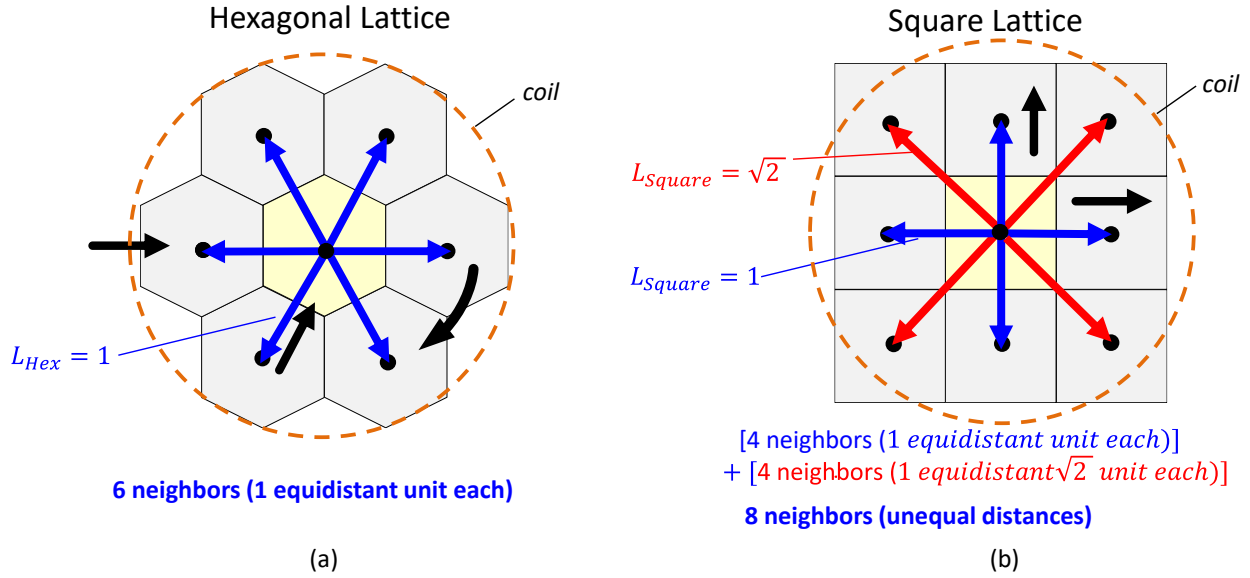 Hexagonal Lattice
coil
L_Hex = 1
6 neighbors (1 equidistant unit each)
(a)
Square Lattice
coil
L_Square = √2
L_Square = 1
[4 neighbors (1 equidistant unit each)]
+ [4 neighbors (1 equidistant√2 unit each)]
8 neighbors (unequal distances)
(b)